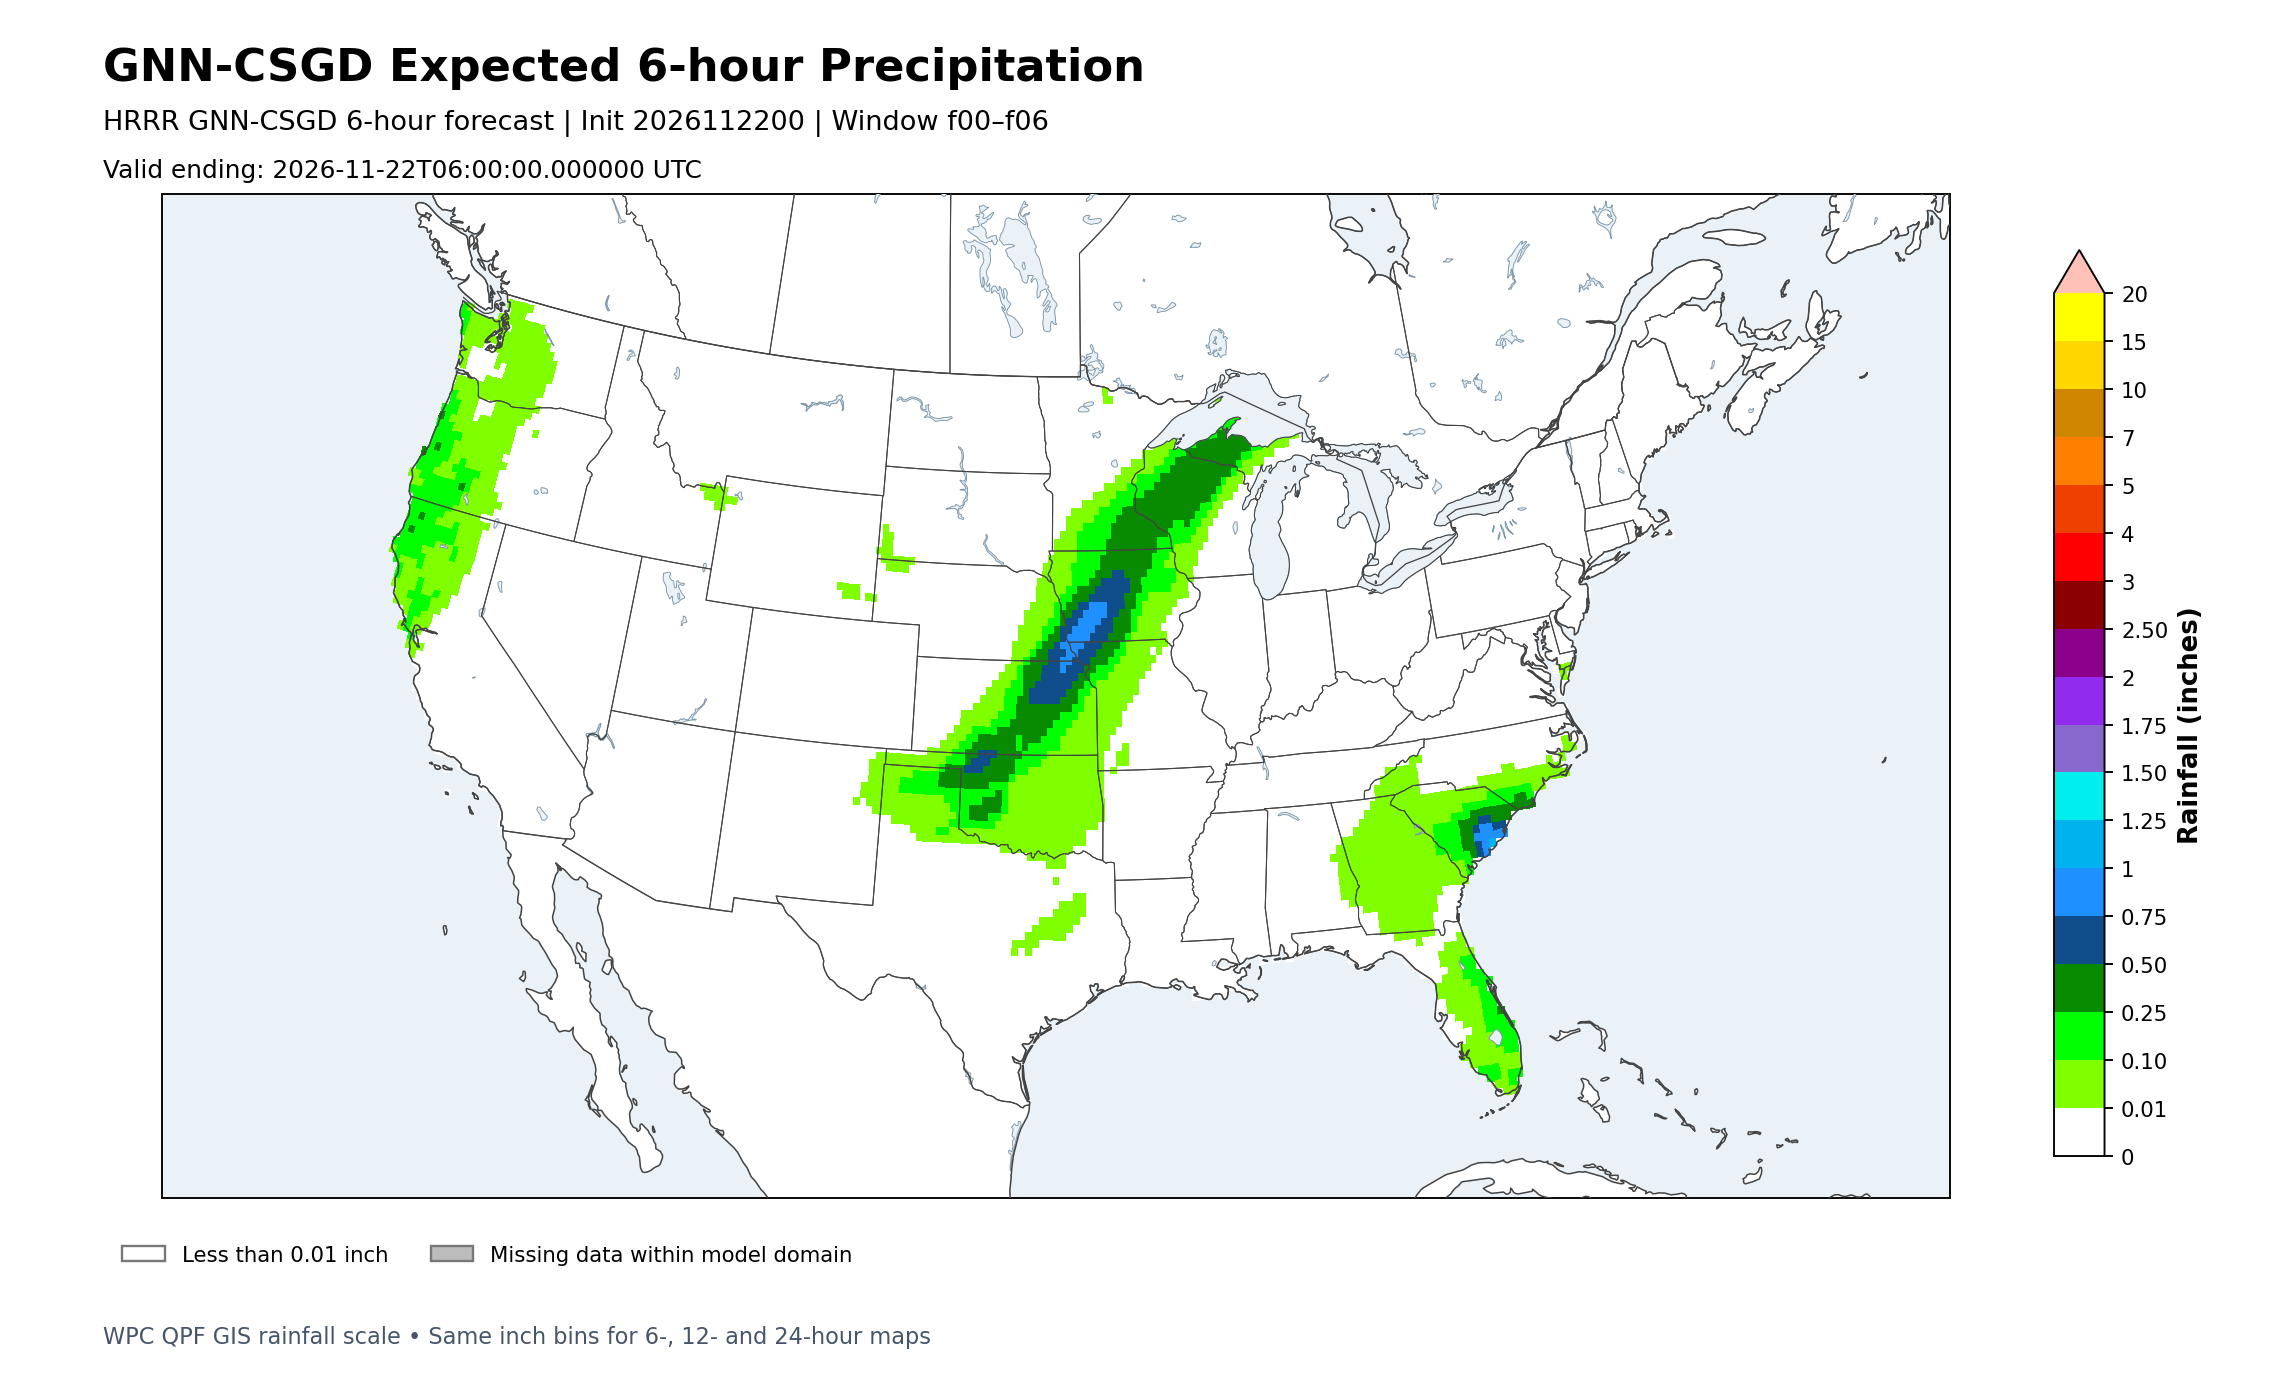 GNN-CSGD Expected 6-hour Precipitation
HRRR GNN-CSGD 6-hour forecast | Init 2026112200 | Window f00–f06
Valid ending: 2026-11-22T06:00:00.000000 UTC
20
15
10
7
5
4
3
2.50
2
1.75
1.50
1.25
1
0.75
0.50
0.25
0.10
0.01
0
Rainfall (inches)
Less than 0.01 inch
Missing data within model domain
WPC QPF GIS rainfall scale • Same inch bins for 6-, 12- and 24-hour maps